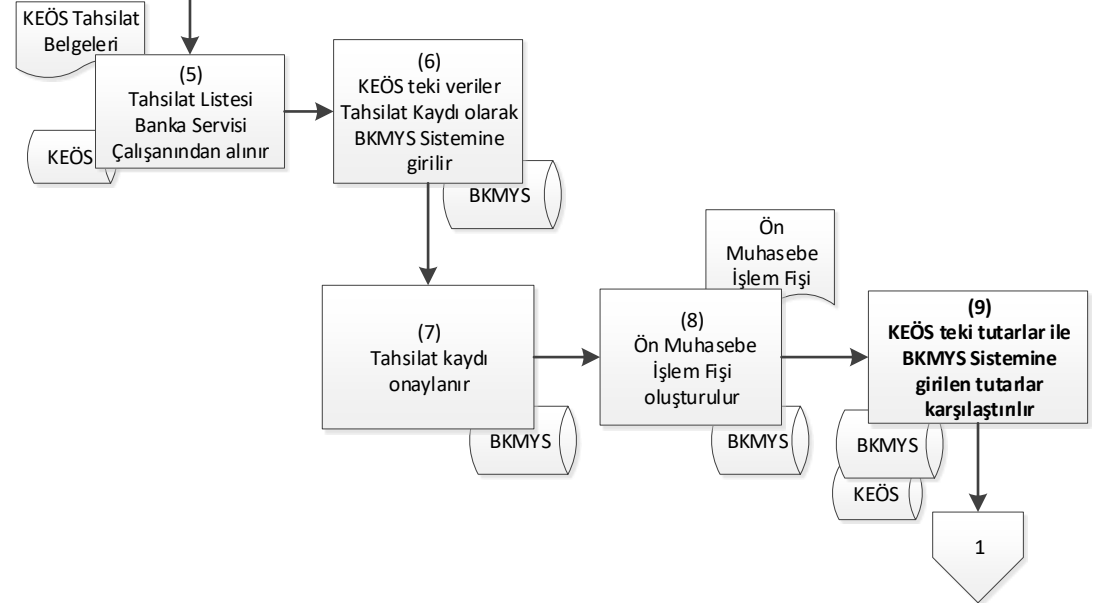 KEÖS Tahsilat
Belgeleri
(5)
Tahsilat Listesi
Banka Servisi
Çalışanından alınır
KEÖS
(6)
KEÖS teki veriler
Tahsilat Kaydı olarak
BKMYS Sistemine
girilir
BKMYS
(7)
Tahsilat kaydı
onaylanır
BKMYS
Ön
Muhasebe
İşlem Fişi
(8)
Ön Muhasebe
İşlem Fişi
oluşturulur
BKMYS
(9)
KEÖS teki tutarlar ile
BKMYS Sistemine
girilen tutarlar
karşılaştırılır
BKMYS
KEÖS
1